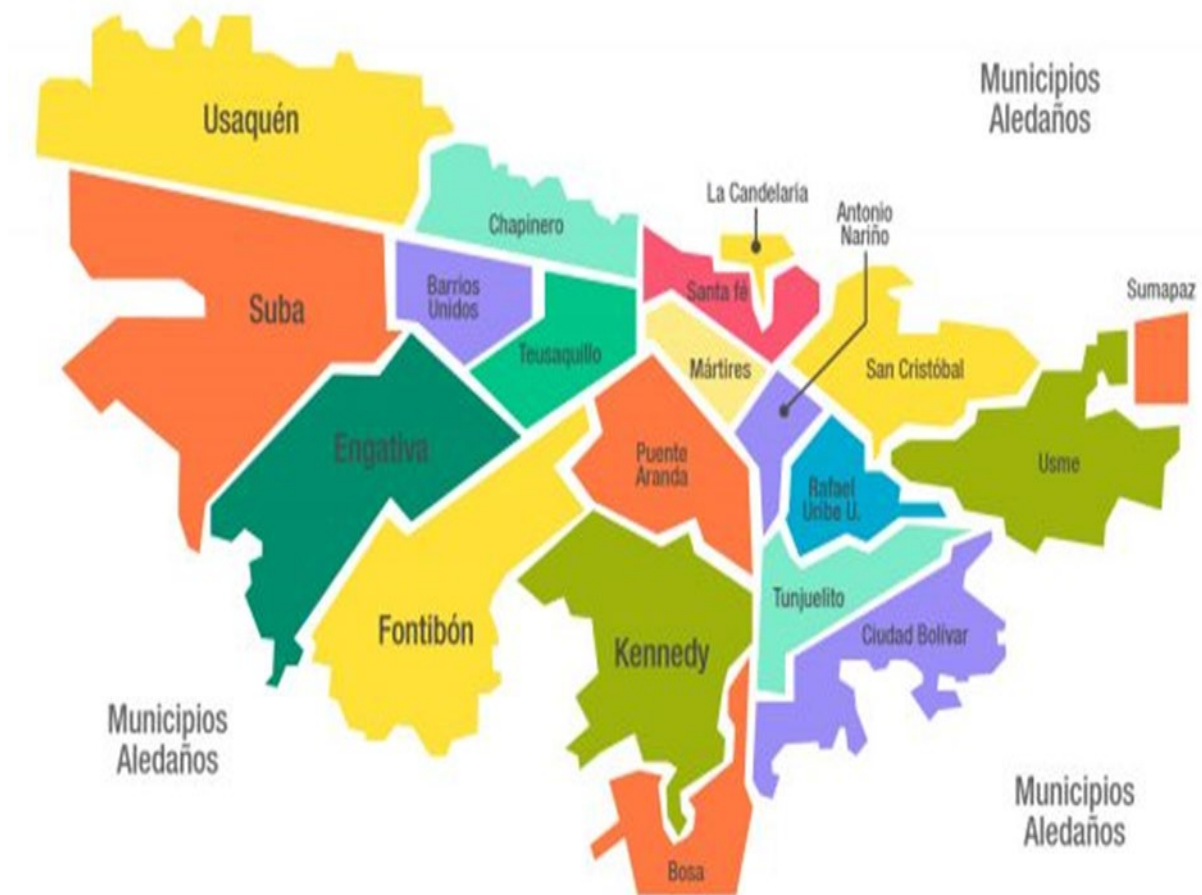 Municipios
Aledaños
Usaquén
La Candelaria
Antonio
Nariño
Chapinero
Sumapaz
Barrios
Unidos
Santa fé
Suba
Teusaquillo
Mártires
San Cristóbal
Engativa
Puente
Aranda
Usme
Rafael
Uribe U.
Tunjuelito
Fontibón
Kennedy
Ciudad Bolívar
Municipios
Aledaños
Municipios
Aledaños
Bosa